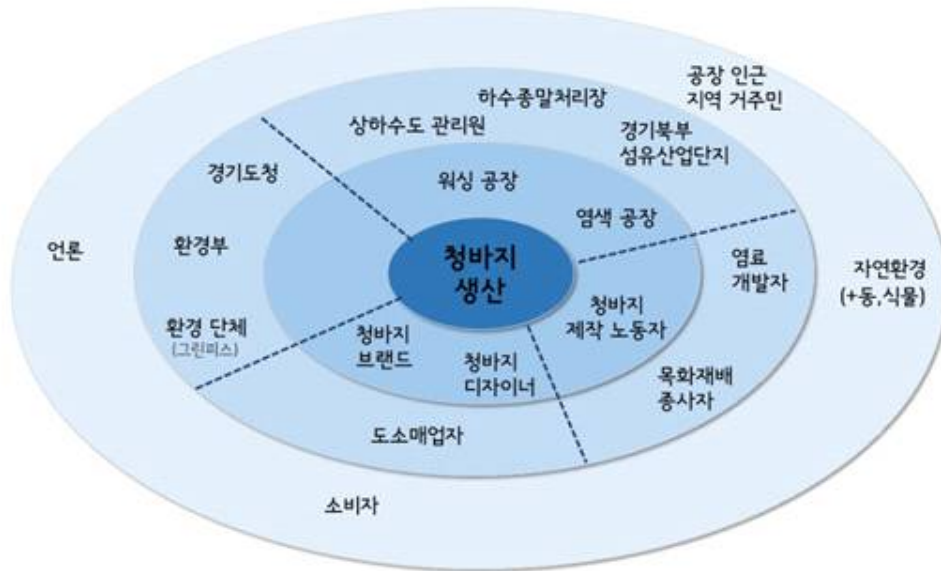 공장 인근
지역 거주민
하수종말처리장
상하수도 관리원
경기북부
섬유산업단지
경기도청
워싱 공장
염색 공장
언론
환경부
청바지
생산
염료
개발자
자연환경
(+동,식물)
환경 단체
(그린피스)
청바지
브랜드
청바지
디자이너
청바지
제작 노동자
목화재배
종사자
도소매업자
소비자